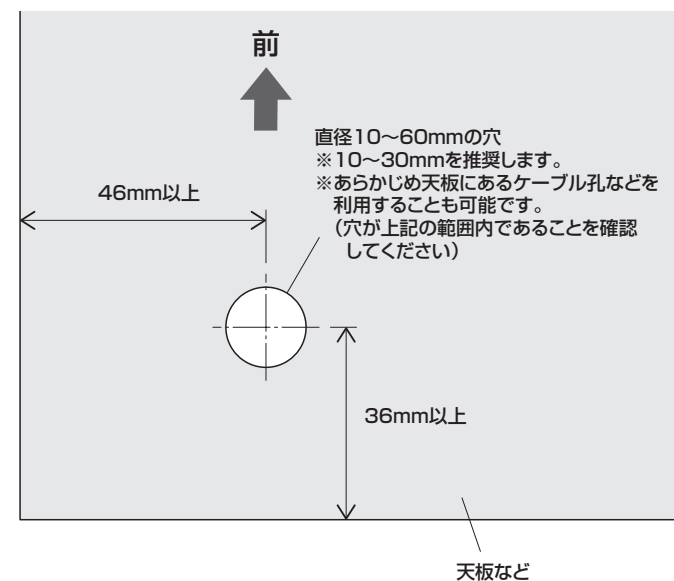 前
直径10〜60mmの穴
※10〜30mmを推奨します。
※あらかじめ天板にあるケーブル孔などを
利用することも可能です。
（穴が上記の範囲内であることを確認
してください）
46mm以上
36mm以上
天板など